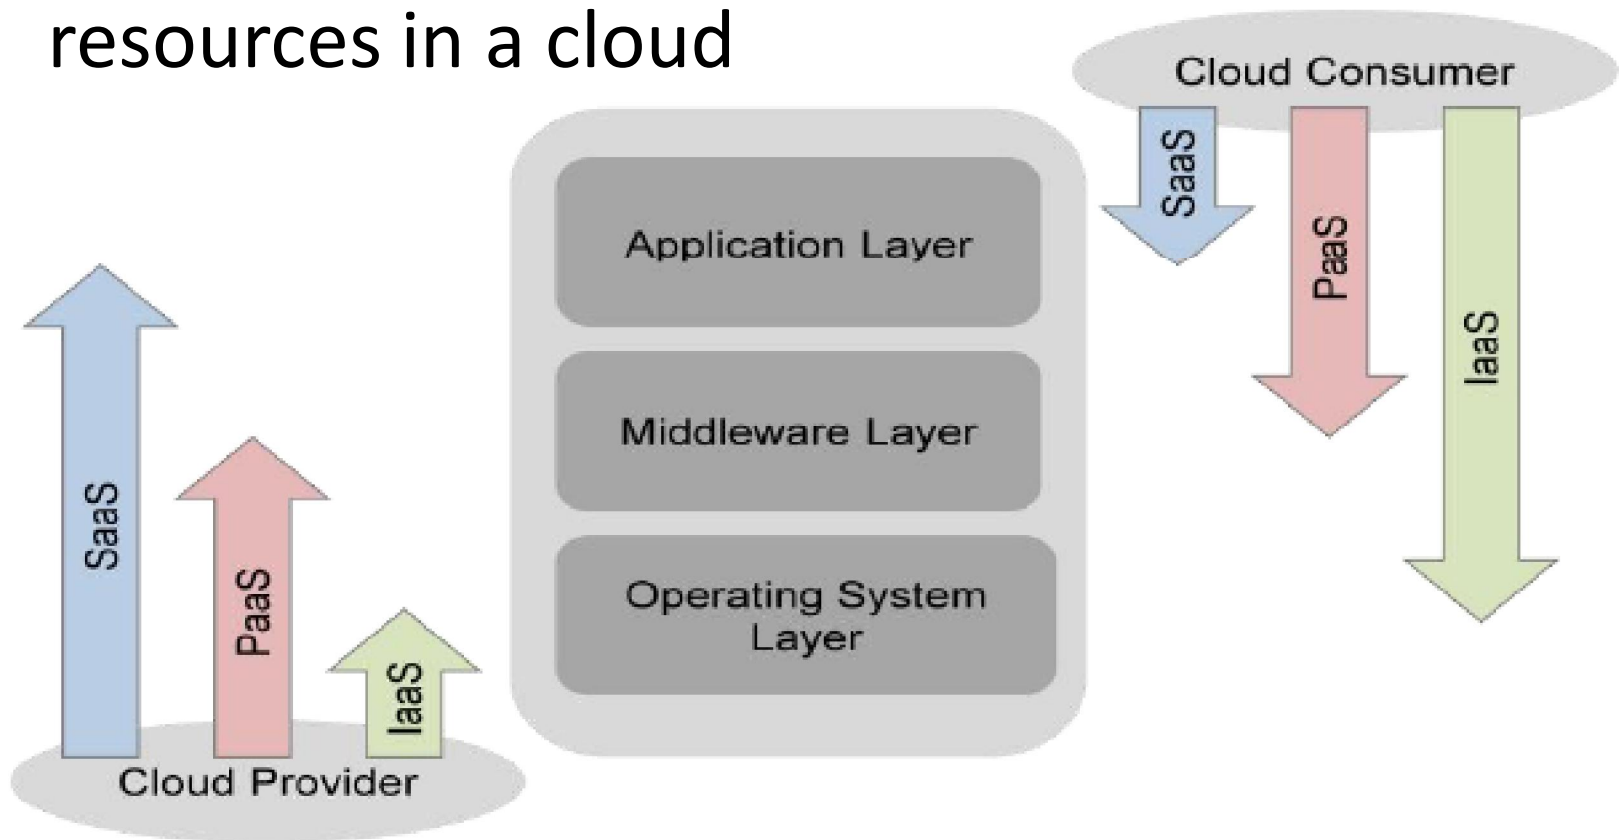 resources in a cloud
Cloud Consumer
SaaS
PaaS
IaaS
Application Layer
Middleware Layer
Operating System
Layer
SaaS
PaaS
IaaS
Cloud Provider